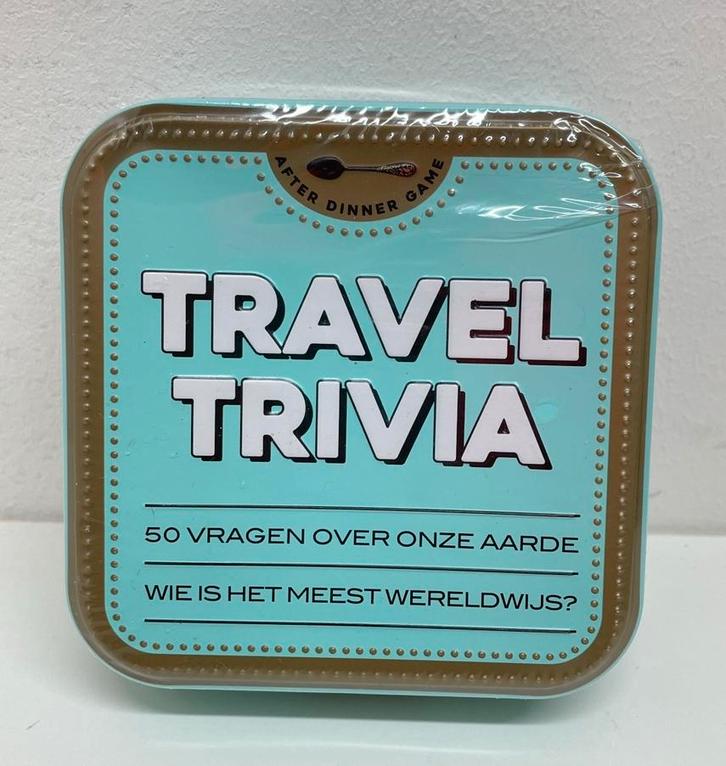 AFTER DINNER GAME
TRAVEL
TRIVIA
50 VRAGEN OVER ONZE AARDE
WIE IS HET MEEST WERELDWIJS?